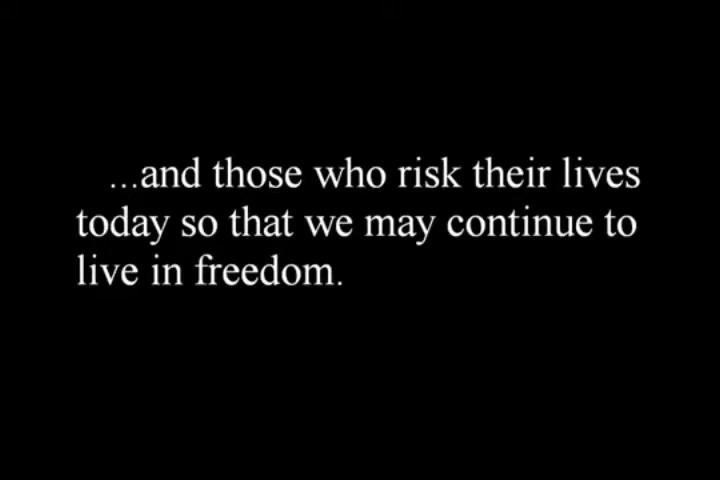 ...and those who risk their lives
today so that we may continue to
live in freedom.